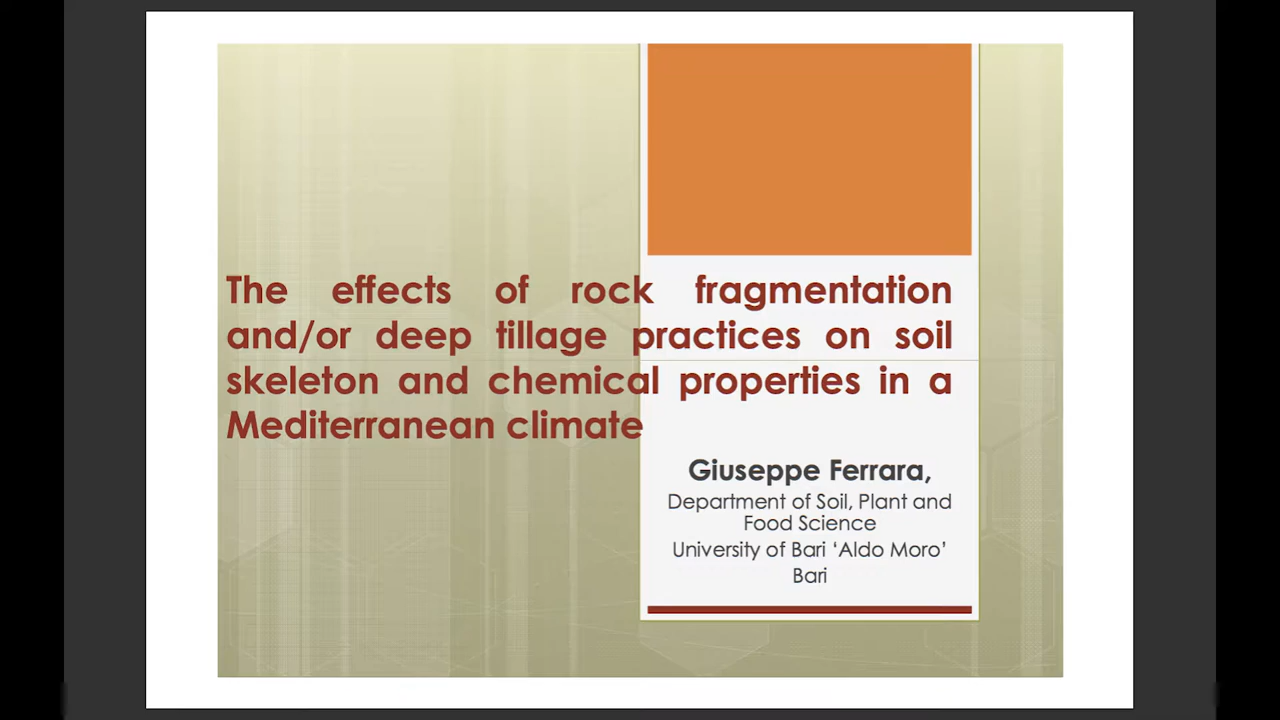 The effects of rock fragmentation
and/or deep tillage practices on soil
skeleton and chemical properties in a
Mediterranean climate
Giuseppe Ferrara,
Department of Soil, Plant and
Food Science
University of Bari ‘Aldo Moro’
Bari